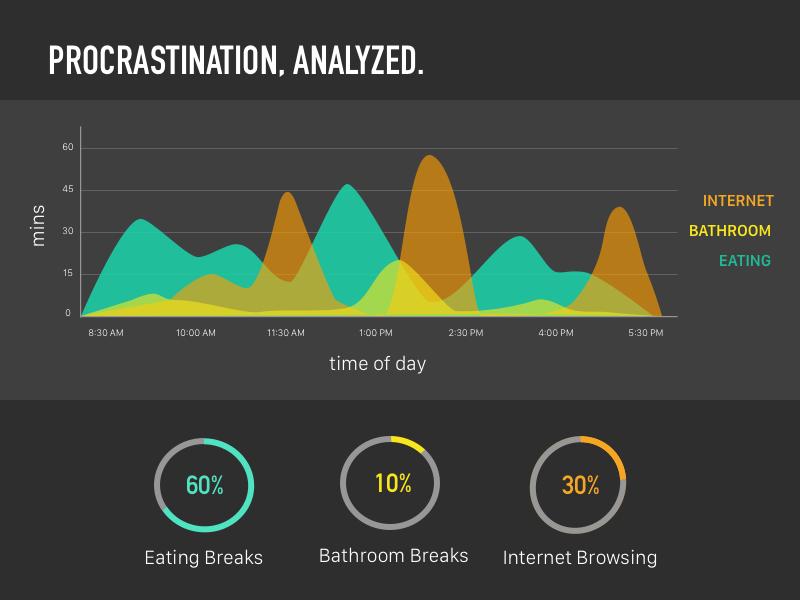 PROCRASTINATION, ANALYZED.
60
45
30
15
0
mins
8:30 AM 10:00 AM 11:30 AM 1:00 PM 2:30 PM 4:00 PM 5:30 PM
time of day
INTERNET
BATHROOM
EATING
60% 10% 30%
Eating Breaks Bathroom Breaks Internet Browsing